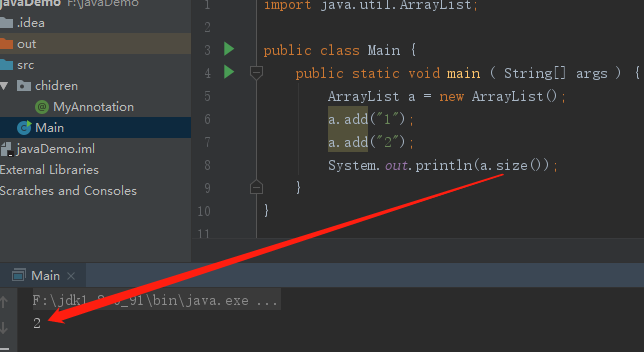 javaDemo F:\javaDemo
.idea
out
src
chidren
MyAnnotation
Main
javaDemo.iml
External Libraries
Scratches and Consoles
1 import java.util.ArrayList;
2
3 public class Main {
4 public static void main ( String[] args ) {
5 ArrayList a = new ArrayList();
6 a.add("1");
7 a.add("2");
8 System.out.println(a.size());
9 }
10 }
11
Main ×
F:\jdk1.8.0_91\bin\java.exe ...
2